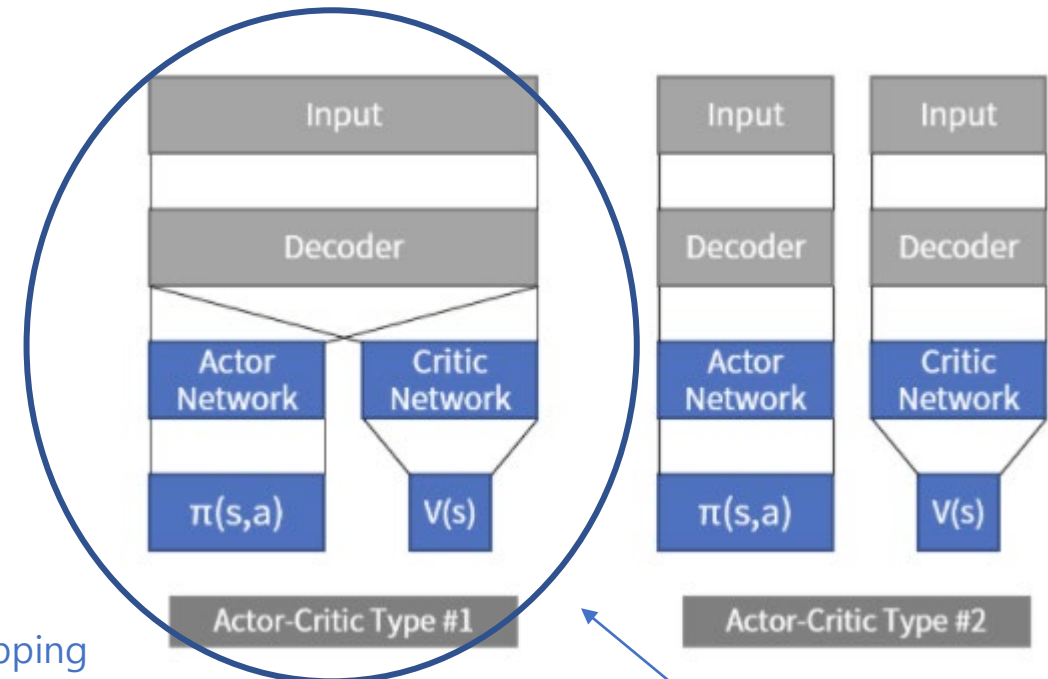 Input
Decoder
Actor
Network
Critic
Network
π(s,a)
V(s)
Actor-Critic Type #1
Input
Input
Decoder
Decoder
Actor
Network
Critic
Network
π(s,a)
V(s)
Actor-Critic Type #2